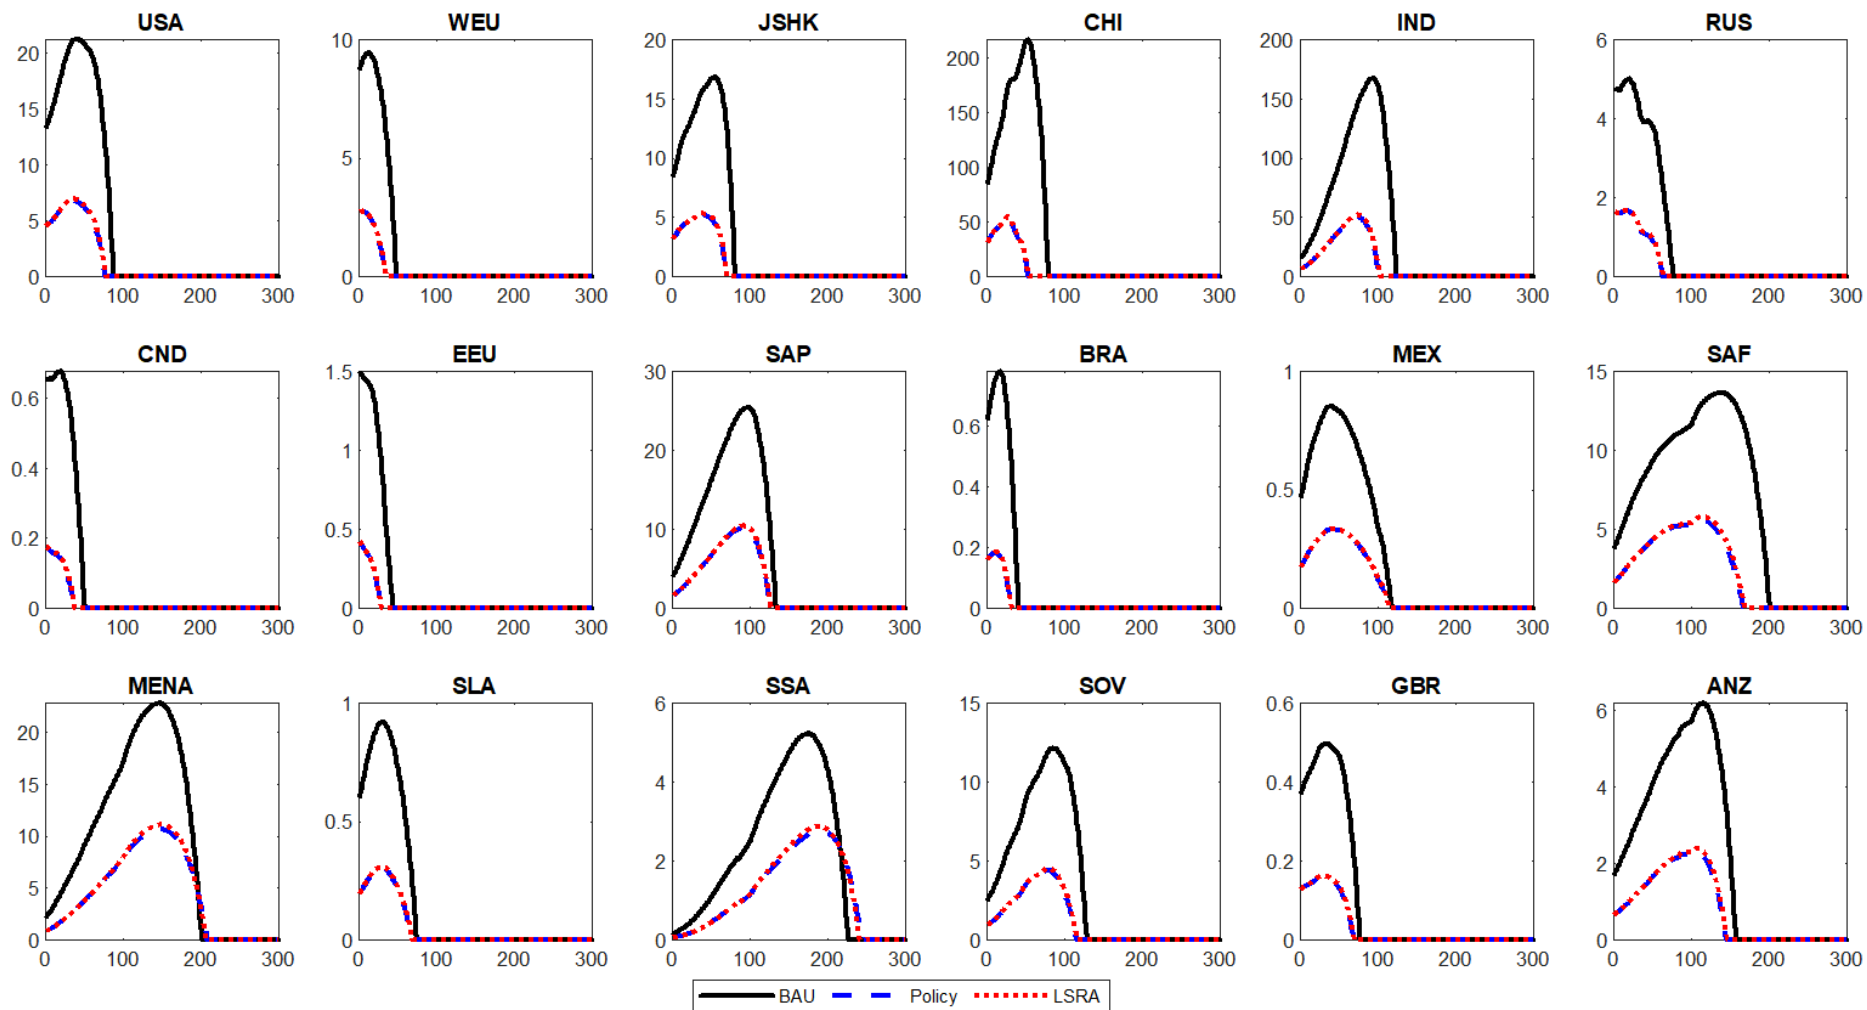 USA WEU JSHK CHI IND RUS
20 10 20 200 200 6
15 15 150 150 4
10 5 10 100 100
5 5 50 50 2
0 0 0 0 0 0
0 100 200 300 0 100 200 300 0 100 200 300 0 100 200 300 0 100 200 300 0 100 200 300
CND EEU SAP BRA MEX SAF
0.6 1.5 30 0.6 1 15
0.4 1 20 0.4 0.5 10
0.2 0.5 10 0.2 5
0 0 0 0 0 0
0 100 200 300 0 100 200 300 0 100 200 300 0 100 200 300 0 100 200 300 0 100 200 300
MENA SLA SSA SOV GBR ANZ
20 1 6 15 0.6 6
15 4 10 0.4 4
10 0.5 2 5 0.2 2
5
0 0 0 0 0 0
0 100 200 300 0 100 200 300 0 100 200 300 0 100 200 300 0 100 200 300 0 100 200 300
BAU Policy LSRA